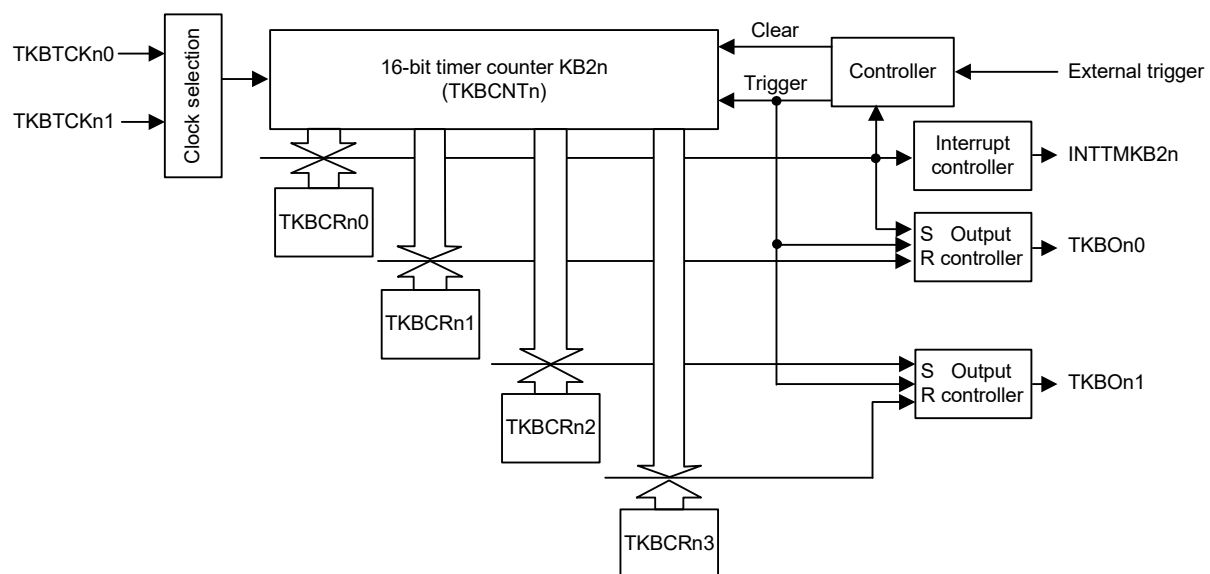 TKBTCKn0
TKBTCKn1
Clock selection
16-bit timer counter KB2n
(TKBCNTn)
Clear
Trigger
Controller
External trigger
Interrupt
controller
INTTMKB2n
TKBCRn0
S Output
R controller
TKBOn0
TKBCRn1
S Output
R controller
TKBOn1
TKBCRn2
TKBCRn3